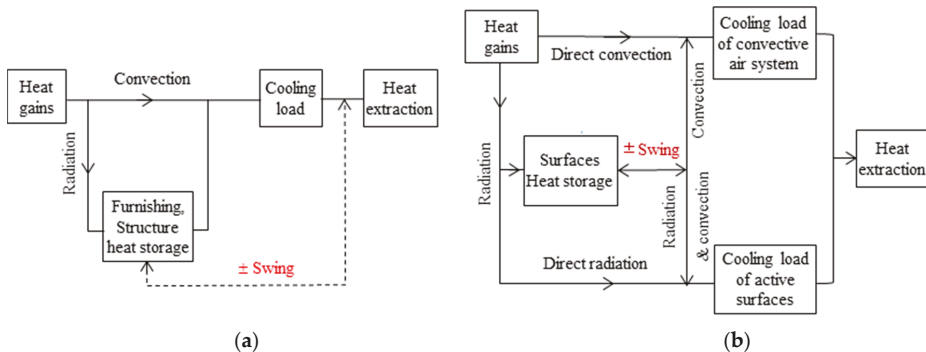 Heat
gains
Convection
Cooling
load
Heat
extraction
Radiation
Furnishing,
Structure
heat storage
± Swing
(a)
Heat
gains
Direct convection
Cooling load
of convective
air system
Convection
Radiation
Surfaces
Heat storage
± Swing
Radiation
& convection
Heat
extraction
Direct radiation
Cooling load
of active
surfaces
(b)